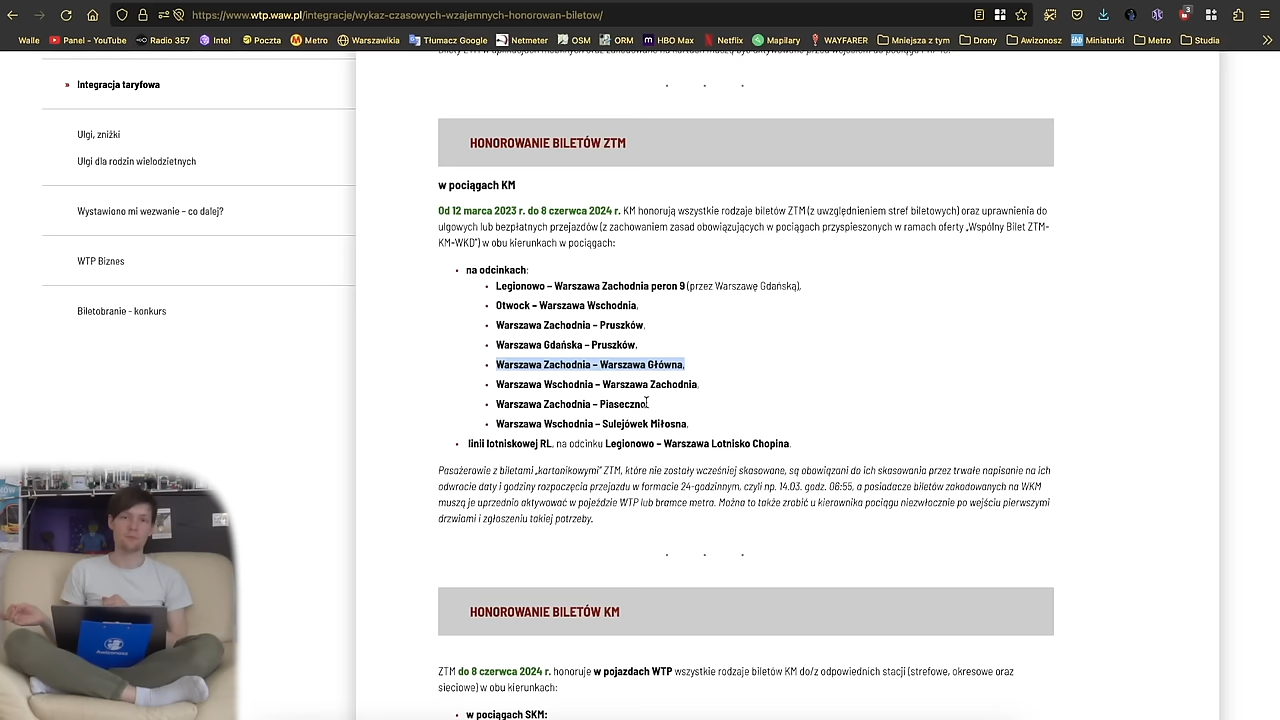 https://www.wtp.waw.pl/integracje/wykaz-czasowych-wzajemnych-honorowan-biletow/
3
Walle Panel - YouTube Radio 357 Intel Poczta Metro Warszawikia Tłumacz Google Netmeter OSM ORM HBO Max Netflix Mapilary WAYFARER Mniejsza z tym Drony Awizonosz Miniaturki Metro Studia
» Integracja taryfowa
Ulgi, zniżki
Ulgi dla rodzin wielodzietnych
Wystawiono mi wezwanie – co dalej?
WTP Biznes
Biletobranie - konkurs
HONOROWANIE BILETÓW ZTM
w pociągach KM
Od 12 marca 2023 r. do 8 czerwca 2024 r. KM honorują wszystkie rodzaje biletów ZTM (z uwzględnieniem stref biletowych) oraz uprawnienia do
ulgowych lub bezpłatnych przejazdów (z zachowaniem zasad obowiązujących w pociągach przyspieszonych w ramach oferty „Wspólny Bilet ZTM-
KM-WKD”) w obu kierunkach w pociągach:
• na odcinkach:
• Legionowo – Warszawa Zachodnia peron 9 (przez Warszawę Gdańską),
• Otwock – Warszawa Wschodnia,
• Warszawa Zachodnia – Pruszków,
• Warszawa Gdańska – Pruszków,
• Warszawa Zachodnia – Warszawa Główna,
• Warszawa Wschodnia – Warszawa Zachodnia,
• Warszawa Zachodnia – Piaseczno,
• Warszawa Wschodnia – Sulejówek Miłosna,
• linii lotniskowej RL, na odcinku Legionowo – Warszawa Lotnisko Chopina.
Pasażerowie z biletami „kartonikowymi” ZTM, które nie zostały wcześniej skasowane, są obowiązani do ich skasowania przez trwałe napisanie na ich
odwrocie daty i godziny rozpoczęcia przejazdu w formacie 24-godzinnym, czyli np. 14.03. godz. 06:55, a posiadacze biletów zakodowanych na WKM
muszą je uprzednio aktywować w pojeździe WTP lub bramce metra. Można to także zrobić u kierownika pociągu niezwłocznie po wejściu pierwszymi
drzwiami i zgłoszeniu takiej potrzeby.
HONOROWANIE BILETÓW KM
ZTM do 8 czerwca 2024 r. honoruje w pojazdach WTP wszystkie rodzaje biletów KM do/z odpowiednich stacji (strefowe, okresowe oraz
sieciowe) w obu kierunkach:
• w pociągach SKM: